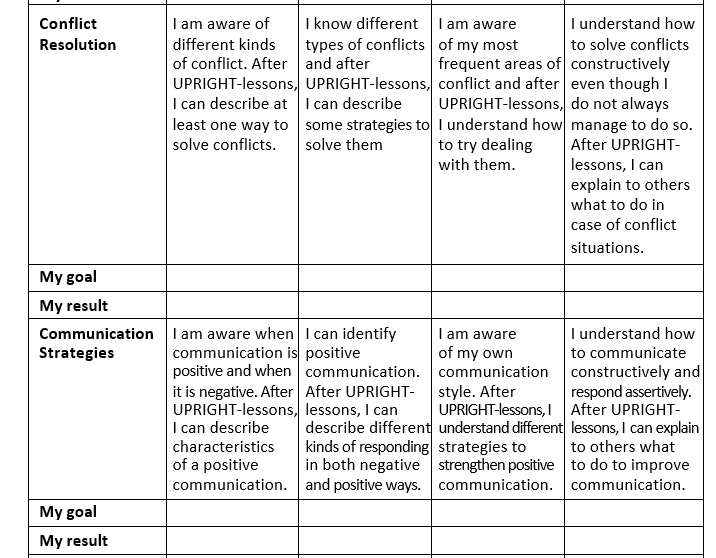 Conflict
Resolution
I am aware of
different kinds
of conflict. After
UPRIGHT-lessons,
I can describe at
least one way to
solve conflicts.
I know different
types of conflicts
and after
UPRIGHT-lessons,
I can describe
some strategies to
solve them
I am aware
of my most
frequent areas of
conflict and after
UPRIGHT-lessons,
I understand how
to try dealing
with them.
I understand how
to solve conflicts
constructively
even though I
do not always
manage to do so.
After UPRIGHT-
lessons, I can
explain to others
what to do in
case of conflict
situations.
My goal
My result
Communication
Strategies
I am aware when
communication is
positive and when
it is negative. After
UPRIGHT-lessons,
I can describe
characteristics
of a positive
communication.
I can identify
positive
communication.
After UPRIGHT-
lessons, I can
describe different
kinds of responding
in both negative
and positive ways.
I am aware
of my own
communication
style. After
UPRIGHT-lessons, I
understand different
strategies to
strengthen positive
communication.
I understand how
to communicate
constructively and
respond assertively.
After UPRIGHT-
lessons, I can explain
to others what
to do to improve
communication.
My goal
My result